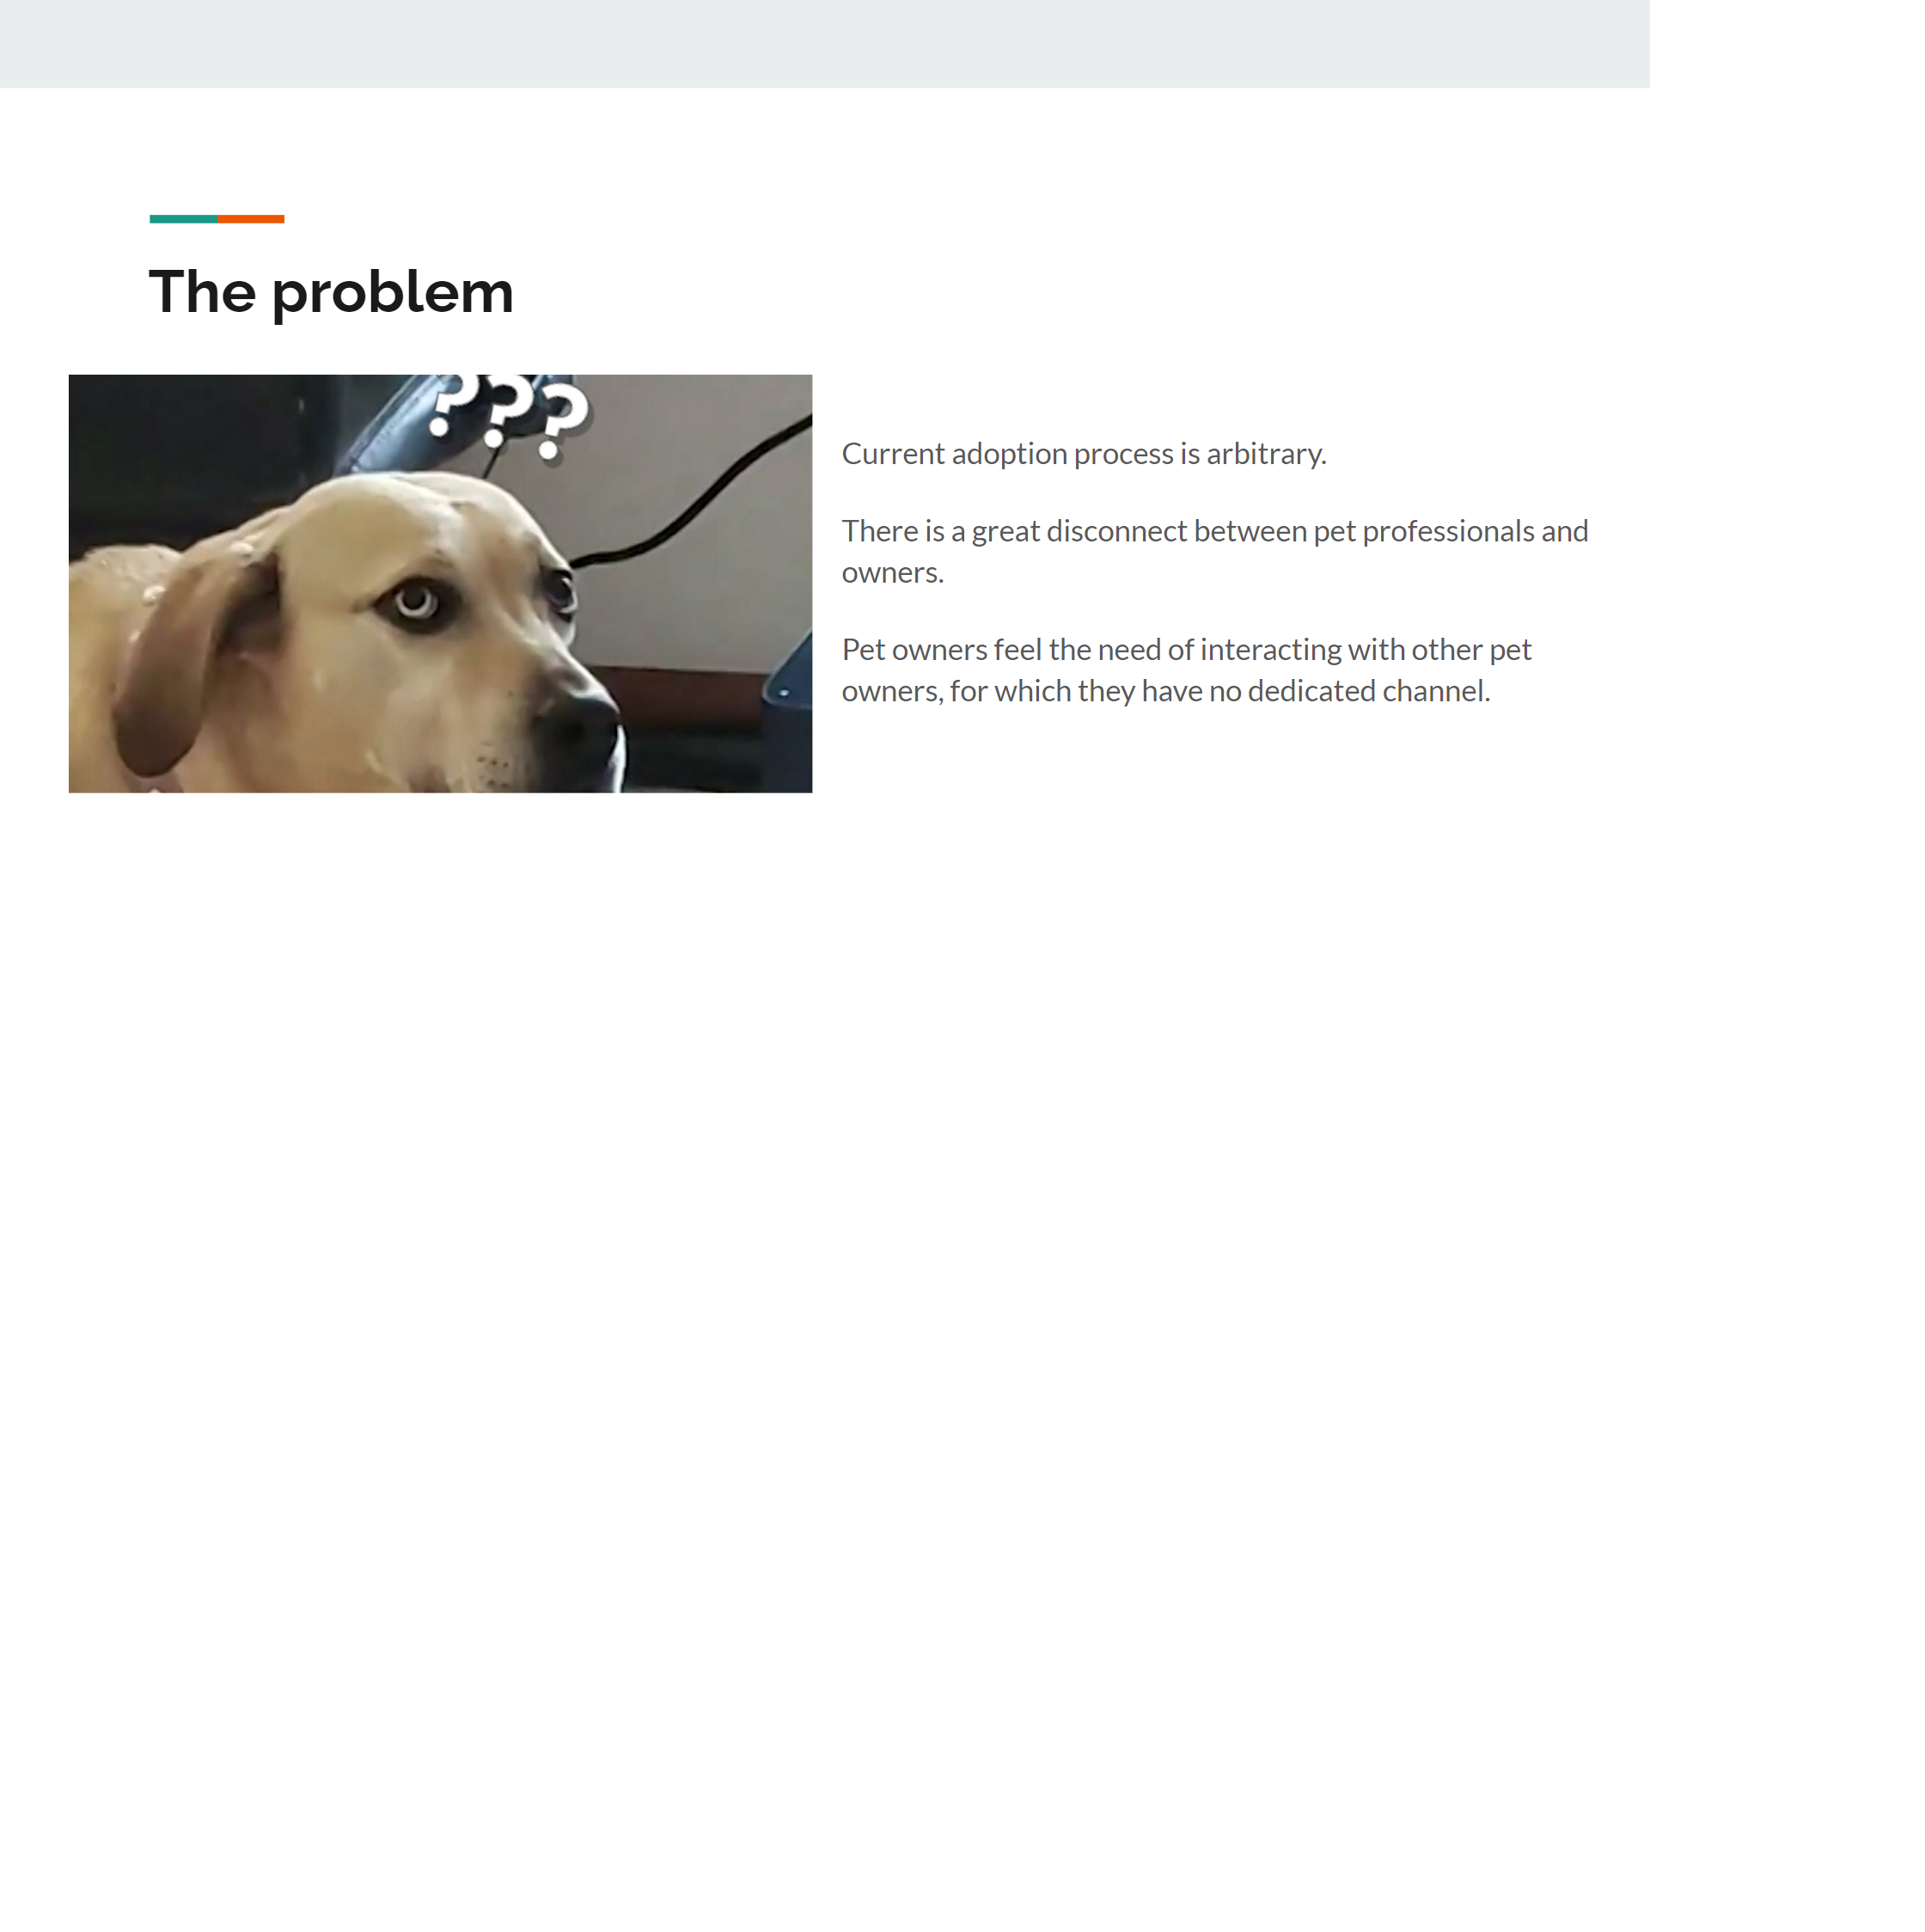 The problem
???
Current adoption process is arbitrary.
There is a great disconnect between pet professionals and
owners.
Pet owners feel the need of interacting with other pet
owners, for which they have no dedicated channel.